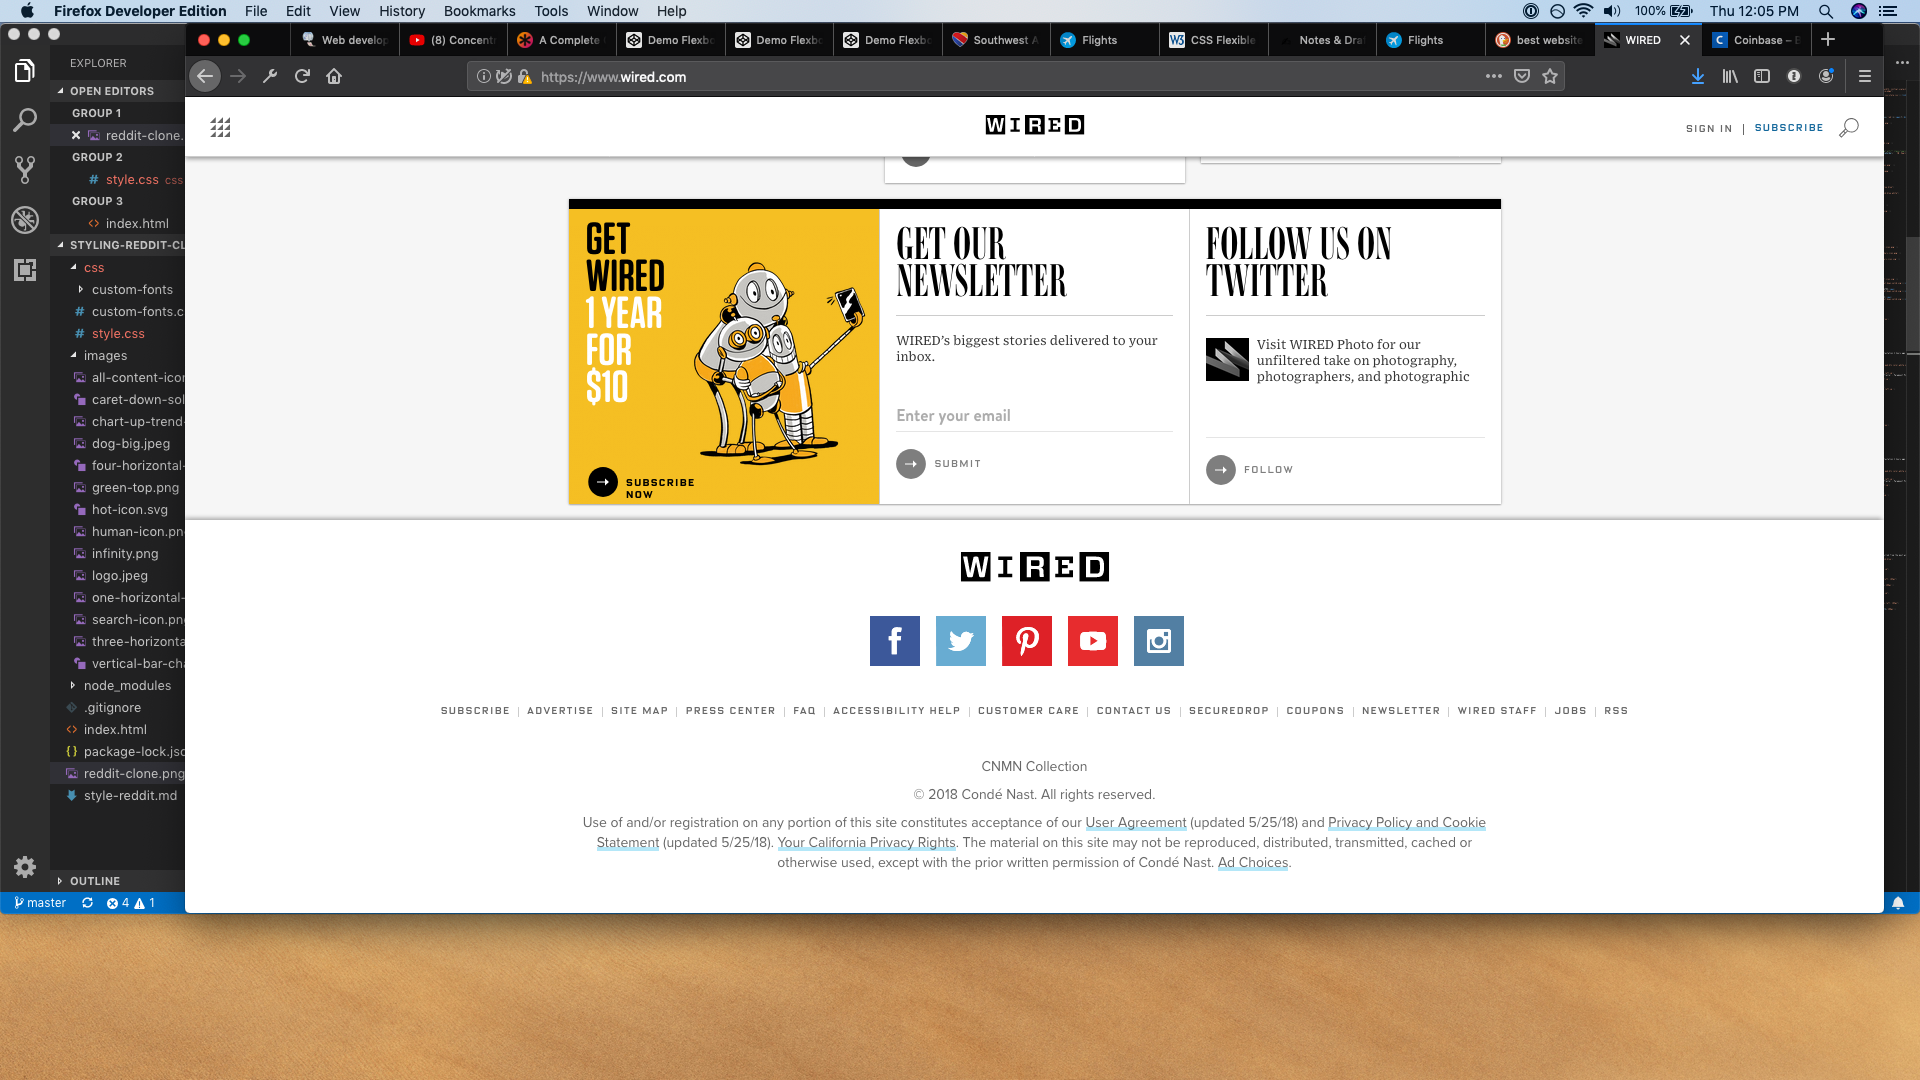 Firefox Developer Edition File Edit View History Bookmarks Tools Window Help
100% Thu 12:05 PM
EXPLORER
OPEN EDITORS
GROUP 1
reddit-clone.
GROUP 2
style.css css
GROUP 3
index.html
STYLING-REDDIT-CL
css
custom-fonts
custom-fonts.c
style.css
images
all-content-icon
caret-down-sol
chart-up-trend-
dog-big.jpeg
four-horizontal-
green-top.png
hot-icon.svg
human-icon.pn
infinity.png
logo.jpeg
one-horizontal-
search-icon.pn
three-horizonta
vertical-bar-cha
node_modules
.gitignore
index.html
package-lock.jsc
reddit-clone.png
style-reddit.md
OUTLINE
master 4 1
Web develop (8) Concent A Complete Demo Flexbo Demo Flexbo Demo Flexbo Southwest A Flights CSS Flexible Notes & Dra Flights best website WIRED Coinbase – B
https://www.wired.com
WIRED
SIGN IN | SUBSCRIBE
GET
WIRED
1 YEAR
FOR
$10
SUBSCRIBE
NOW
GET OUR
NEWSLETTER
WIRED’s biggest stories delivered to your
inbox.
Enter your email
SUBMIT
FOLLOW US ON
TWITTER
Visit WIRED Photo for our
unfiltered take on photography,
photographers, and photographic
FOLLOW
WIRED
SUBSCRIBE | ADVERTISE | SITE MAP | PRESS CENTER | FAQ | ACCESSIBILITY HELP | CUSTOMER CARE | CONTACT US | SECUREDROP | COUPONS | NEWSLETTER | WIRED STAFF | JOBS | RSS
CNMN Collection
© 2018 Condé Nast. All rights reserved.
Use of and/or registration on any portion of this site constitutes acceptance of our User Agreement (updated 5/25/18) and Privacy Policy and Cookie
Statement (updated 5/25/18). Your California Privacy Rights. The material on this site may not be reproduced, distributed, transmitted, cached or
otherwise used, except with the prior written permission of Condé Nast. Ad Choices.